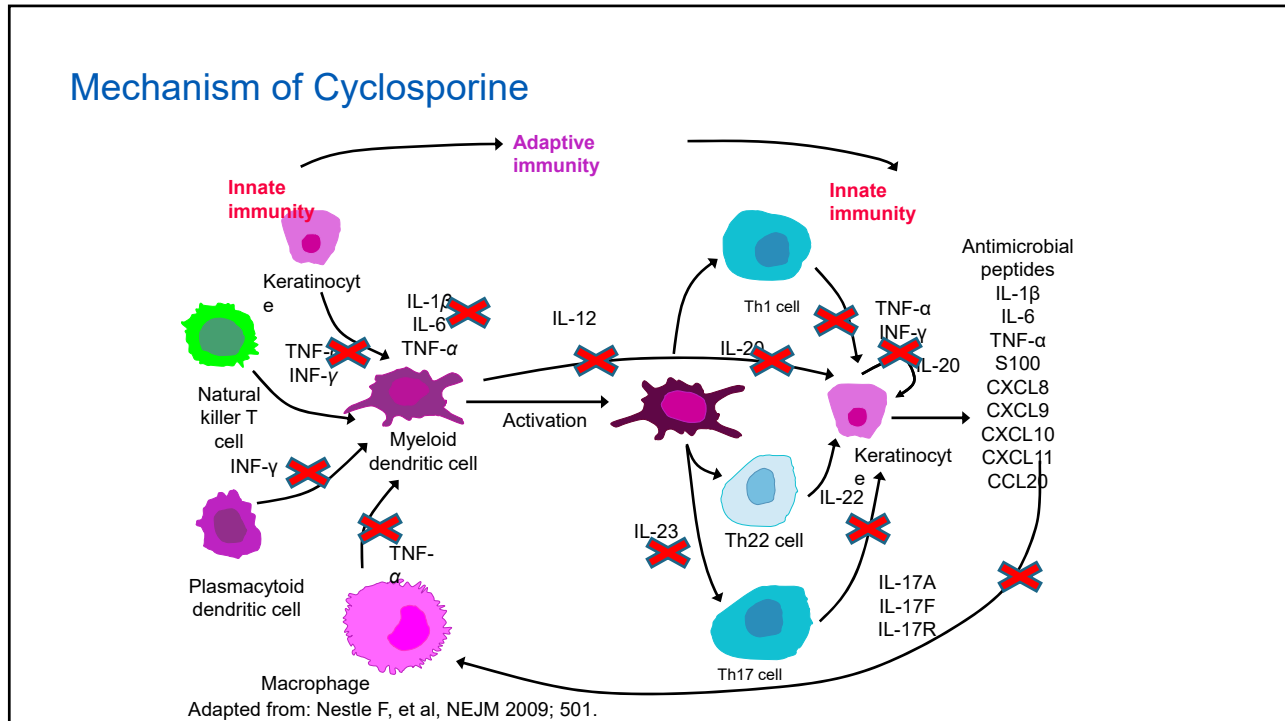 Mechanism of Cyclosporine
Adaptive
immunity
Innate
immunity
Innate
immunity
Keratinocyt
e
IL-1β
IL-6
TNF-α
IL-12
Th1 cell
TNF-α
INF-γ
IL-20
IL-20
Antimicrobial
peptides
IL-1β
IL-6
TNF-α
S100
CXCL8
CXCL9
CXCL10
CXCL11
CCL20
INF-γ
Natural
killer T
cell
Myeloid
dendritic cell
Activation
Keratinocyt
e
INF-γ
IL-22
Th22 cell
IL-23
Plasmacytoid
dendritic cell
TNF-
α
IL-17A
IL-17F
IL-17R
Th17 cell
Macrophage
Adapted from: Nestle F, et al, NEJM 2009; 501.